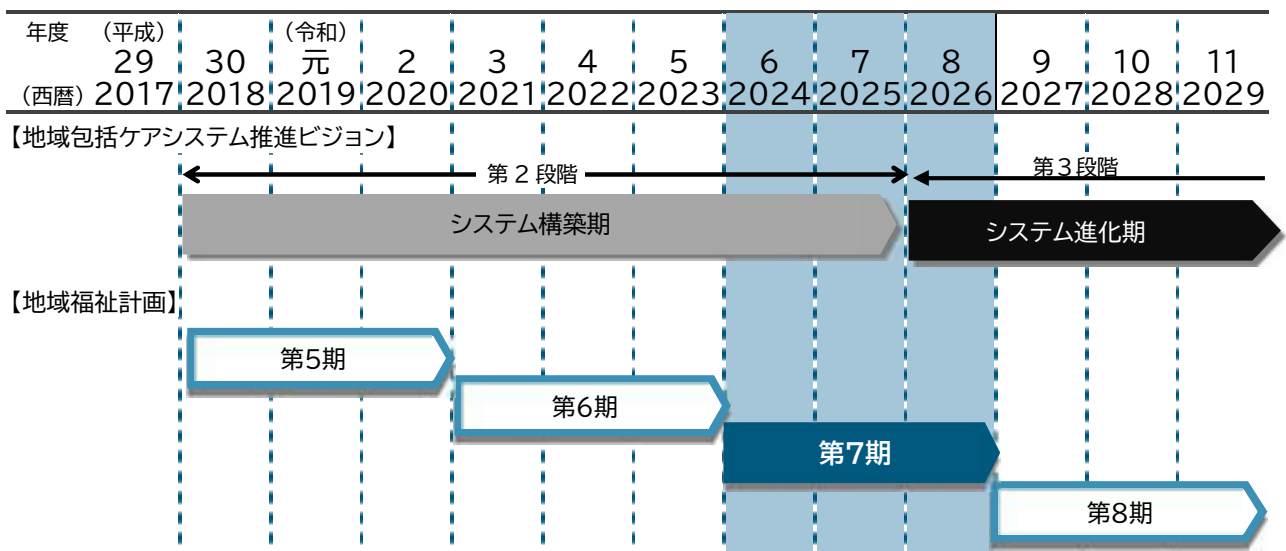 年度 （平成） （令和）
29 30 元 2 3 4 5 6 7 8 9 10 11
（西暦） 2017 2018 2019 2020 2021 2022 2023 2024 2025 2026 2027 2028 2029
【地域包括ケアシステム推進ビジョン】
第２段階 第３段階
システム構築期 システム進化期
【地域福祉計画】
第5期
第6期
第7期
第8期